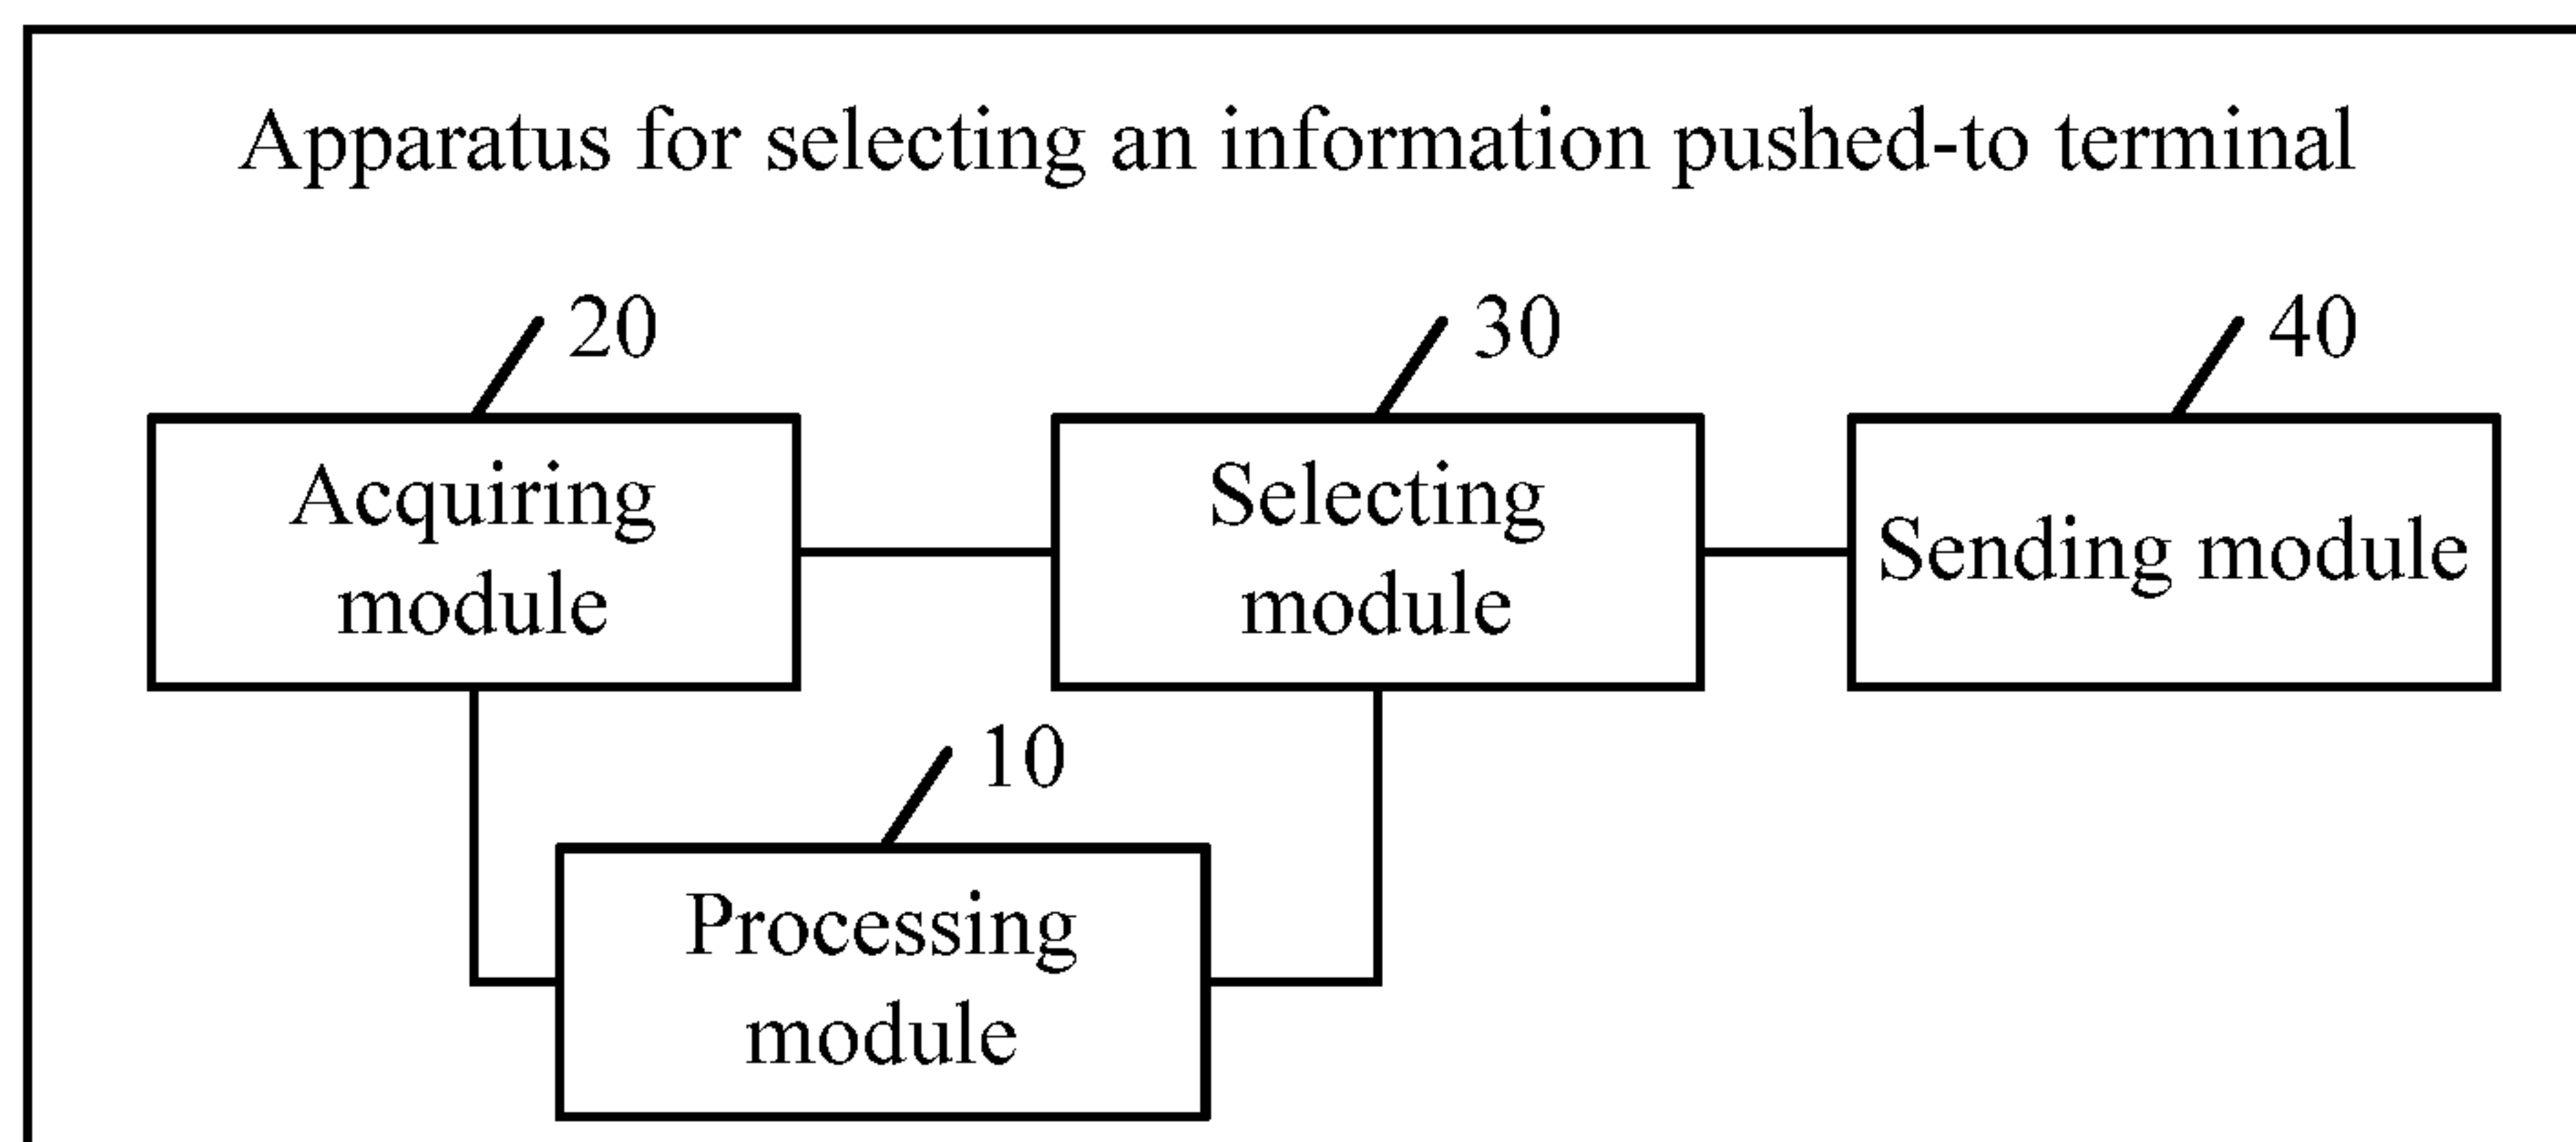 Apparatus for selecting an information pushed-to terminal
20
30
40
Acquiring
module
Selecting
module
Sending module
10
Processing
module